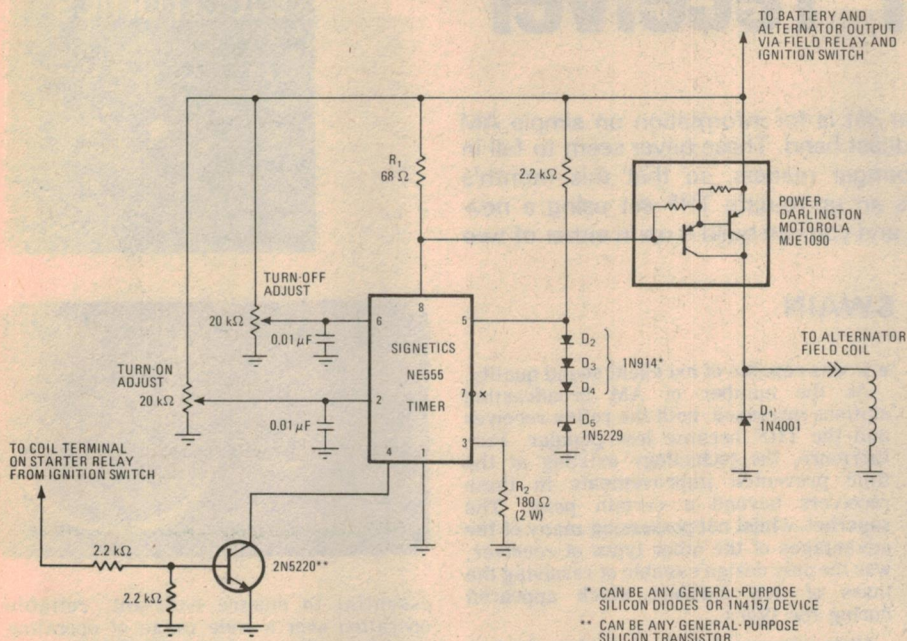 TO BATTERY AND
ALTERNATOR OUTPUT
VIA FIELD RELAY AND
IGNITION SWITCH
R1
68 Ω
2.2 kΩ
POWER
DARLINGTON
MOTOROLA
MJE1090
TURN-OFF
ADJUST
20 kΩ
0.01 μF
6
8
5
SIGNETICS
NE555
TIMER
2
7
3
4
1
D2
D3
D4
1N914*
D5
1N5229
TO ALTERNATOR
FIELD COIL
D1
1N4001
TURN-ON
ADJUST
20 kΩ
0.01 μF
R2
180 Ω
(2 W)
TO COIL TERMINAL
ON STARTER RELAY
FROM IGNITION SWITCH
2.2 kΩ
2.2 kΩ
2N5220**
* CAN BE ANY GENERAL-PURPOSE
SILICON DIODES OR 1N4157 DEVICE
** CAN BE ANY GENERAL-PURPOSE
SILICON TRANSISTOR